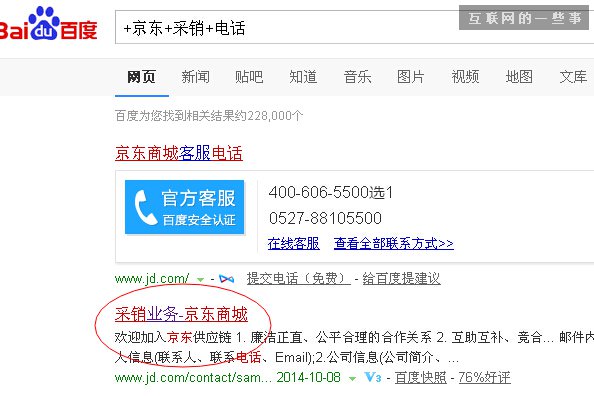 Bai du 百度
+京东+采销+电话
互联网的一些事
网页 新闻 贴吧 知道 音乐 图片 视频 地图 文库
百度为您找到相关结果约228,000个
京东商城客服电话
官方客服
百度安全认证
400-606-5500选1
0527-88105500
在线客服 查看全部联系方式>>
www.jd.com/ - 提交电话（免费） - 给百度提建议
采销业务-京东商城
欢迎加入京东供应链 1. 廉洁正直、公平合理的合作关系 2. 互助互补、竞合... 邮件内
人信息(联系人、联系电话、Email);2.公司信息(公司简介、...
www.jd.com/contact/sam... 2014-10-08 V3 - 百度快照 - 76%好评